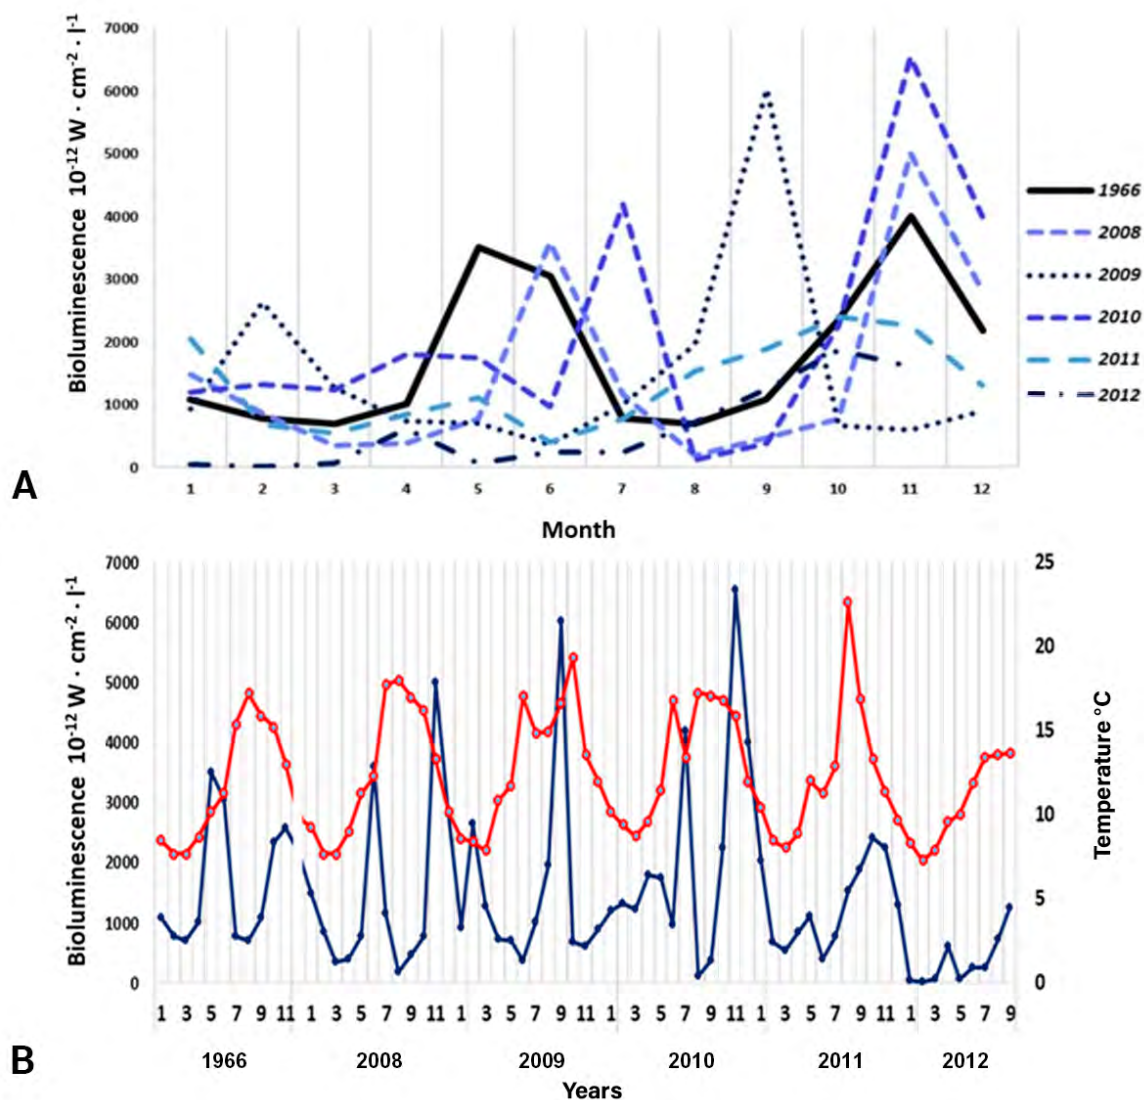 Bioluminescence 10⁻¹² W · cm⁻² · l⁻¹
7000
6000
5000
4000
3000
2000
1000
0
1 2 3 4 5 6 7 8 9 10 11 12
Month
1966
2008
2009
2010
2011
2012
A
Bioluminescence 10⁻¹² W · cm⁻² · l⁻¹
7000
6000
5000
4000
3000
2000
1000
0
25
20
15
10
5
0
Temperature °C
1 3 5 7 9 11 1 3 5 7 9 11 1 3 5 7 9 11 1 3 5 7 9 11 1 3 5 7 9 11 1 3 5 7 9
1966 2008 2009 2010 2011 2012
Years
B